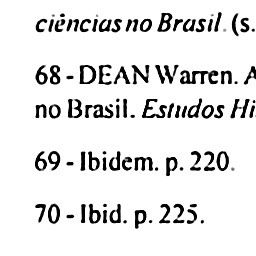 ciências no Brasil. (s.
68 - DEAN Warren. A
no Brasil. Estudos Hi
69 - Ibidem. p. 220.
70 - Ibid. p. 225.